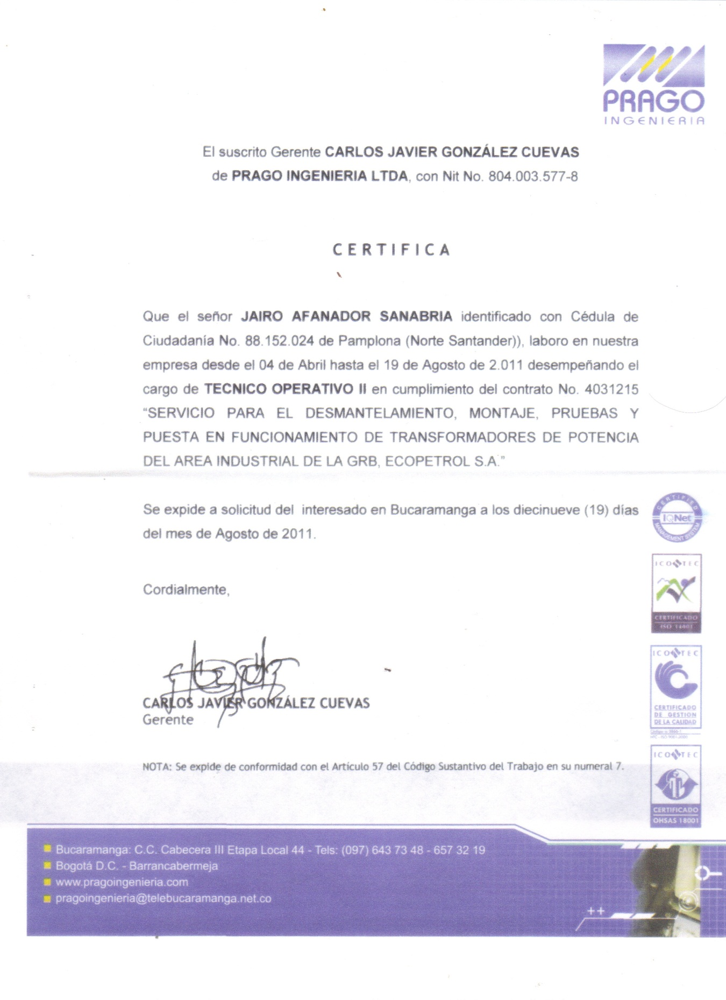 PRAGO
INGENIERIA
El suscrito Gerente CARLOS JAVIER GONZÁLEZ CUEVAS
de PRAGO INGENIERIA LTDA, con Nit No. 804.003.577-8
CERTIFICA
Que el señor JAIRO AFANADOR SANABRIA identificado con Cédula de
Ciudadanía No. 88.152.024 de Pamplona (Norte Santander)), laboro en nuestra
empresa desde el 04 de Abril hasta el 19 de Agosto de 2.011 desempeñando el
cargo de TECNICO OPERATIVO II en cumplimiento del contrato No. 4031215
“SERVICIO PARA EL DESMANTELAMIENTO, MONTAJE, PRUEBAS Y
PUESTA EN FUNCIONAMIENTO DE TRANSFORMADORES DE POTENCIA
DEL AREA INDUSTRIAL DE LA GRB, ECOPETROL S.A.”
Se expide a solicitud del interesado en Bucaramanga a los diecinueve (19) días
del mes de Agosto de 2011.
Cordialmente,
CARLOS JAVIER GONZÁLEZ CUEVAS
Gerente
NOTA: Se expide de conformidad con el Artículo 57 del Código Sustantivo del Trabajo en su numeral 7.
CERTIFIED
IQNet
MANAGEMENT SYSTEM
ICONTEC
CERTIFICADO
ISO 14001
ICONTEC
CERTIFICADO
DE GESTION
DE LA CALIDAD
ICONTEC
CERTIFICADO
OHSAS 18001
Bucaramanga: C.C. Cabecera III Etapa Local 44 - Tels: (097) 643 73 48 - 657 32 19
Bogotá D.C. - Barrancabermeja
www.pragoingenieria.com
pragoingenieria@telebucaramanga.net.co